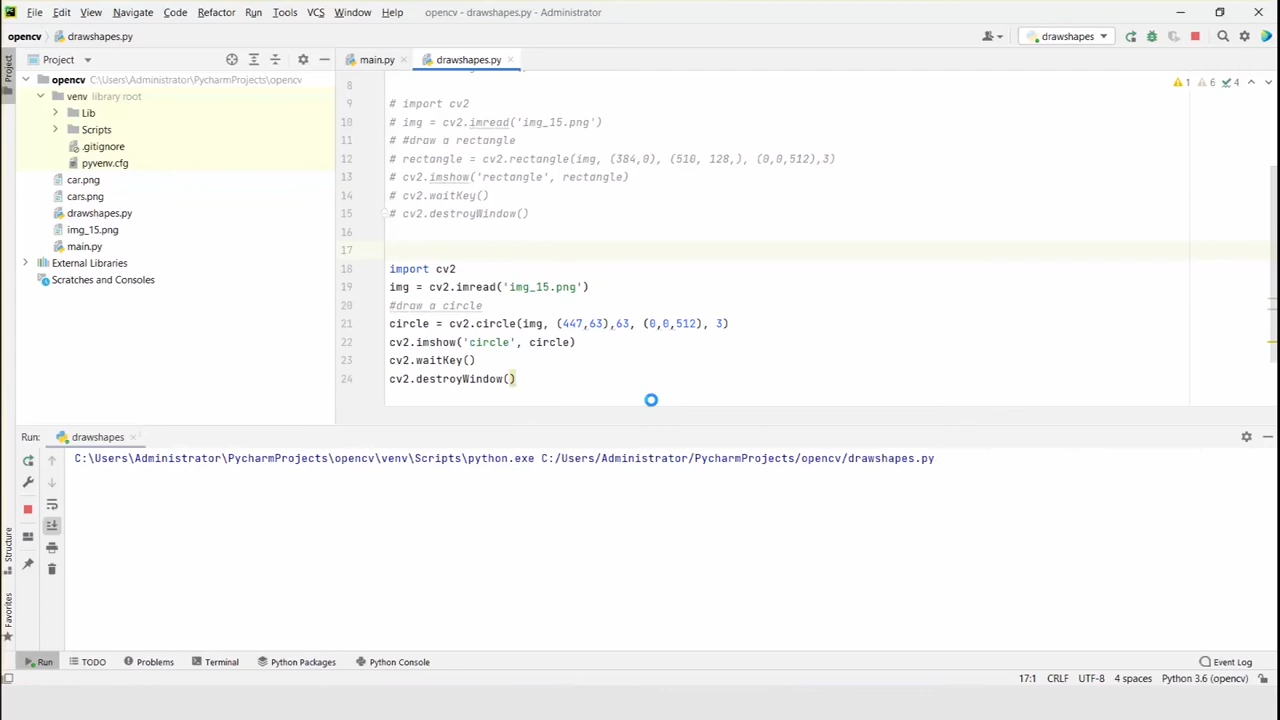 File Edit View Navigate Code Refactor Run Tools VCS Window Help opencv - drawshapes.py - Administrator
opencv drawshapes.py drawshapes
Project main.py drawshapes.py
Project
opencv C:\Users\Administrator\PycharmProjects\opencv
venv library root
Lib
Scripts
.gitignore
pyvenv.cfg
car.png
cars.png
drawshapes.py
img_15.png
main.py
External Libraries
Scratches and Consoles
1 6 4
8
9 # import cv2
10 # img = cv2.imread('img_15.png')
11 # #draw a rectangle
12 # rectangle = cv2.rectangle(img, (384,0), (510, 128,), (0,0,512),3)
13 # cv2.imshow('rectangle', rectangle)
14 # cv2.waitKey()
15 # cv2.destroyWindow()
16
17
18 import cv2
19 img = cv2.imread('img_15.png')
20 #draw a circle
21 circle = cv2.circle(img, (447,63),63, (0,0,512), 3)
22 cv2.imshow('circle', circle)
23 cv2.waitKey()
24 cv2.destroyWindow()
Run: drawshapes
C:\Users\Administrator\PycharmProjects\opencv\venv\Scripts\python.exe C:/Users/Administrator/PycharmProjects/opencv/drawshapes.py
Structure
Favorites
Run TODO Problems Terminal Python Packages Python Console Event Log
17:1 CRLF UTF-8 4 spaces Python 3.6 (opencv)